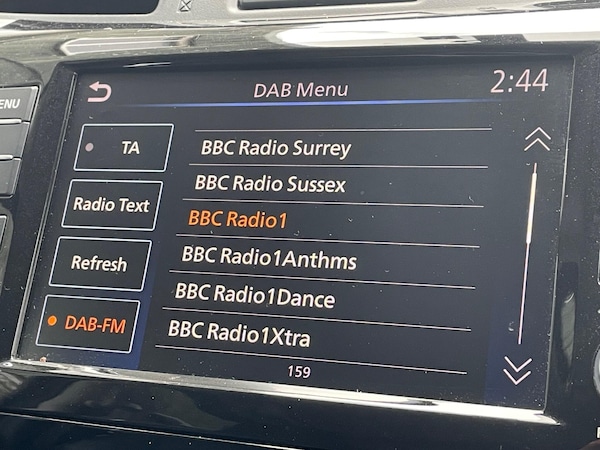 MENU
DAB Menu
2:44
TA
BBC Radio Surrey
BBC Radio Sussex
Radio Text
BBC Radio1
Refresh
BBC Radio1Anthms
BBC Radio1Dance
DAB-FM
BBC Radio1Xtra
159